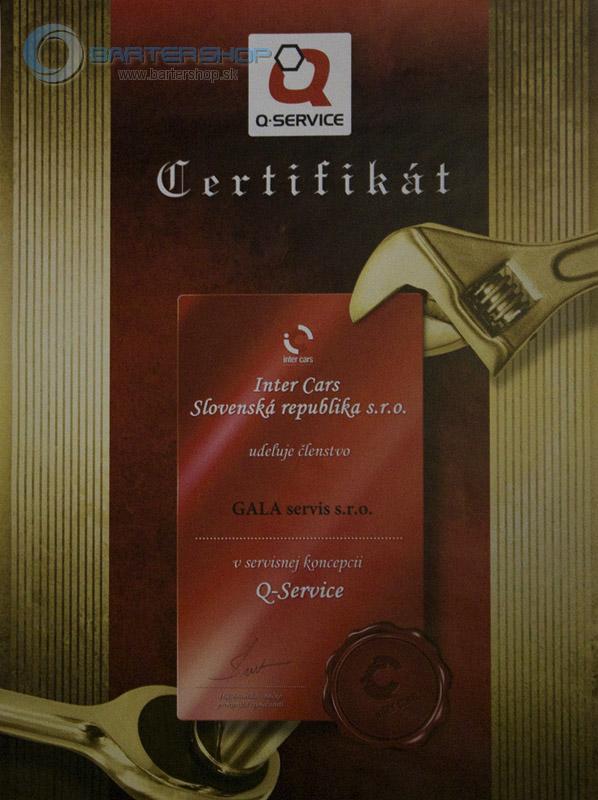 BARTERSHOP
www.bartershop.sk
Q-SERVICE
Certifikát
inter cars
Inter Cars
Slovenská republika s.r.o.
udeľuje členstvo
GALA servis s.r.o.
v servisnej koncepcii
Q-Service